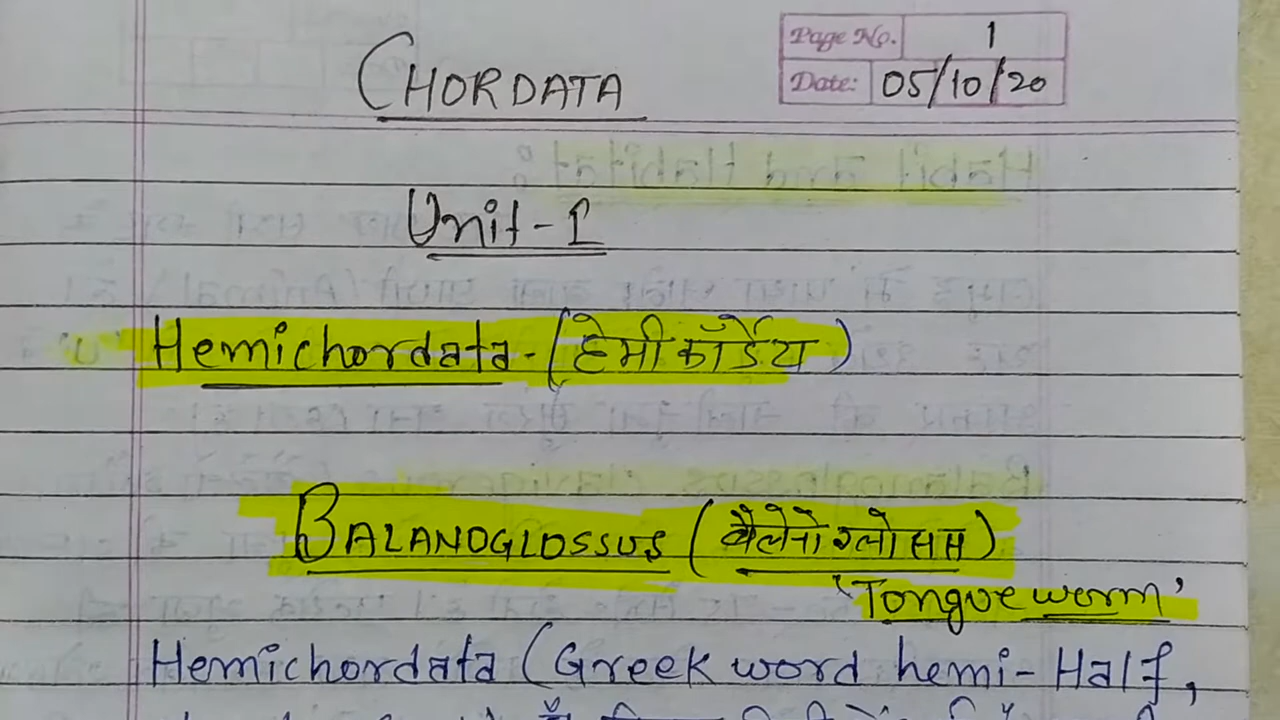 Page No. 1
Date: 05/10/20
CHORDATA
Unit-I
Hemichordata-(हेमीकॉर्डेय)
BALANOGLOSSUS (बैलेनोग्लोसस)
'Tongue worm'
Hemichordata (Greek word hemi-Half,